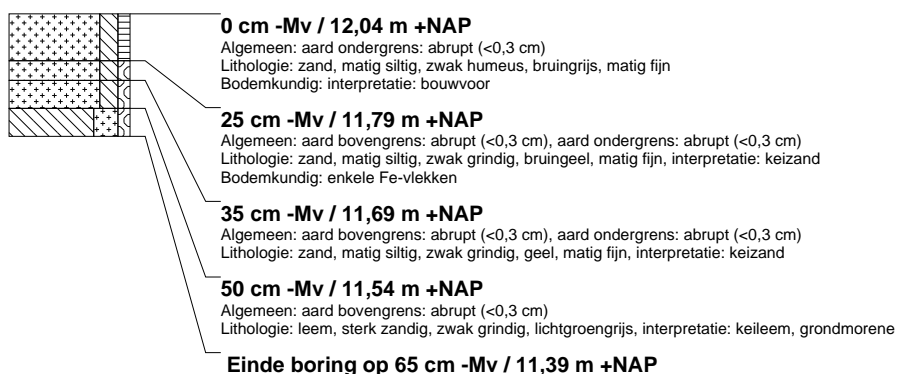 0 cm -Mv / 12,04 m +NAP
Algemeen: aard ondergrens: abrupt (<0,3 cm)
Lithologie: zand, matig siltig, zwak humeus, bruingrijs, matig fijn
Bodemkundig: interpretatie: bouwvoor
25 cm -Mv / 11,79 m +NAP
Algemeen: aard bovengrens: abrupt (<0,3 cm), aard ondergrens: abrupt (<0,3 cm)
Lithologie: zand, matig siltig, zwak grindig, bruingeel, matig fijn, interpretatie: keizand
Bodemkundig: enkele Fe-vlekken
35 cm -Mv / 11,69 m +NAP
Algemeen: aard bovengrens: abrupt (<0,3 cm), aard ondergrens: abrupt (<0,3 cm)
Lithologie: zand, matig siltig, zwak grindig, geel, matig fijn, interpretatie: keizand
50 cm -Mv / 11,54 m +NAP
Algemeen: aard bovengrens: abrupt (<0,3 cm)
Lithologie: leem, sterk zandig, zwak grindig, lichtgroengrijs, interpretatie: keileem, grondmorene
Einde boring op 65 cm -Mv / 11,39 m +NAP